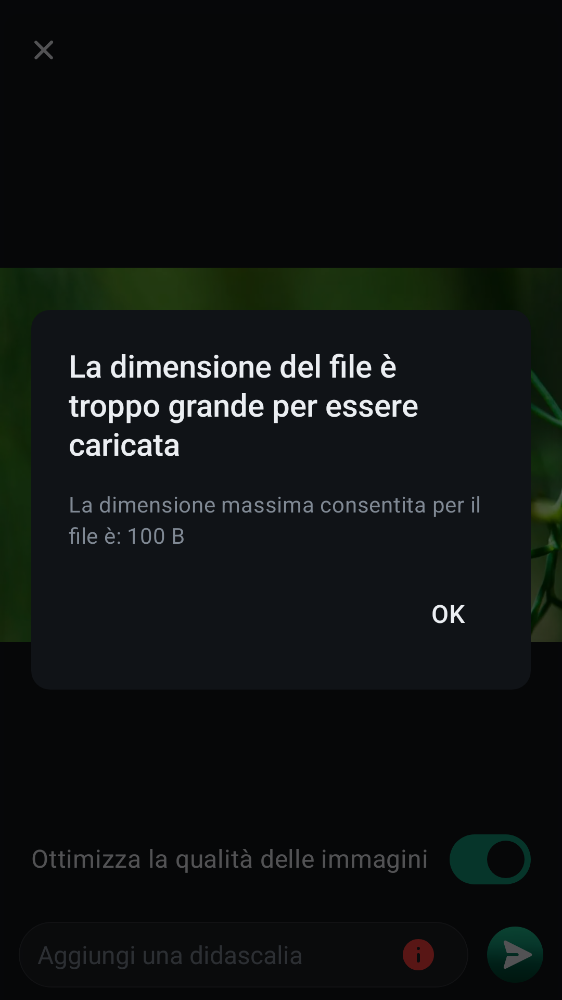 La dimensione del file è
troppo grande per essere
caricata
La dimensione massima consentita per il
file è: 100 B
OK
Ottimizza la qualità delle immagini
Aggiungi una didascalia